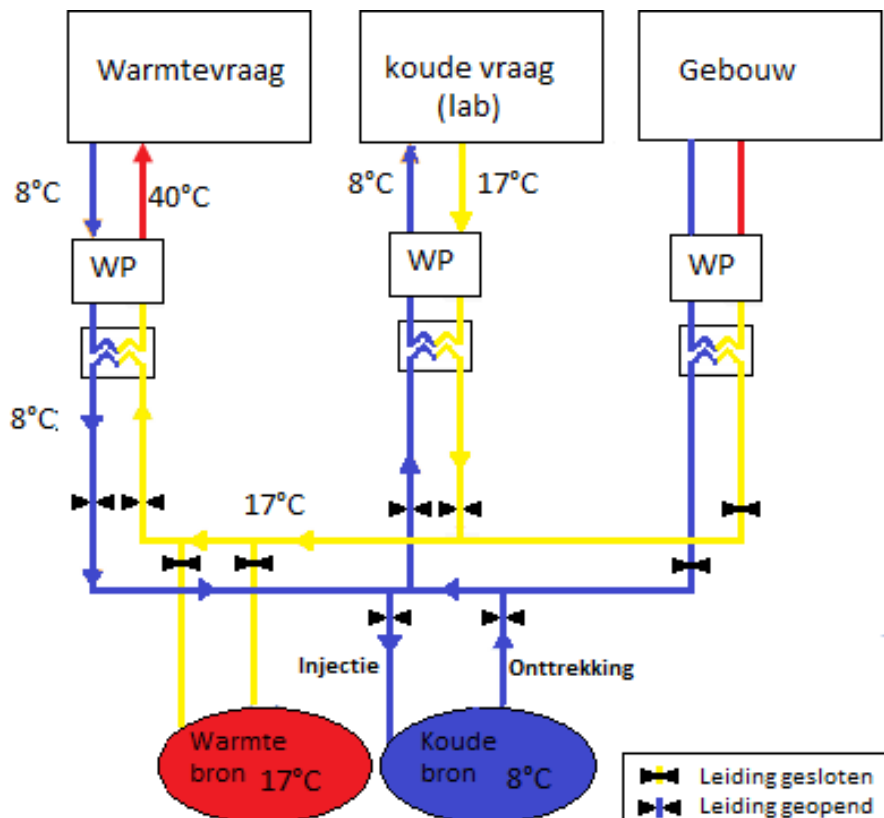 Warmtevraag
koude vraag
(lab)
Gebouw
8°C
40°C
8°C
17°C
WP
WP
WP
8°C
17°C
Injectie
Onttrekking
Warmte
bron 17°C
Koude
bron 8°C
Leiding gesloten
Leiding geopend